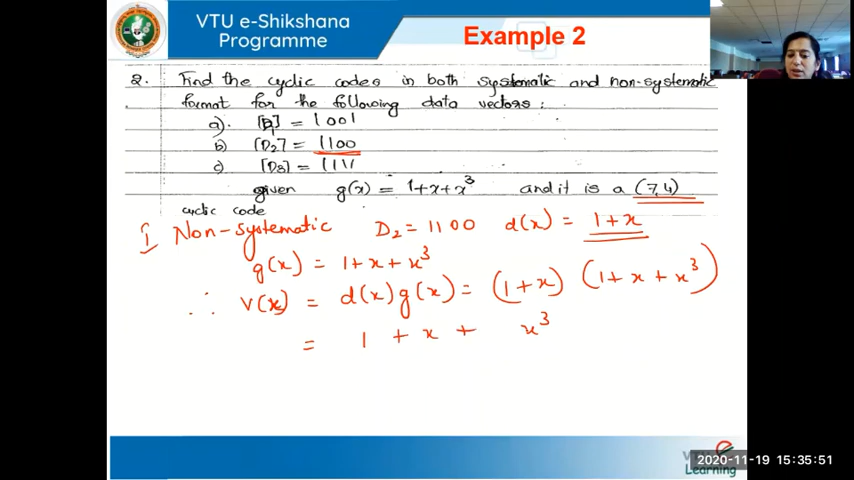 VTU e-Shikshana
Programme
Example 2
2. Find the cyclic codes in both systematic and non-systematic
format for the following data vectors:
a). [D1] = 1001
b) [D2] = 1100
c) [D3] = 1111
given g(x) = 1+x+x³ and it is a (7,4)
cyclic code
I Non-systematic D₂ = 1100 d(x) = 1+x
g(x) = 1+x+x³
∴ v(x) = d(x)g(x) = (1+x) (1+x+x³)
= 1 + x + x³
2020-11-19 15:35:51
Learning